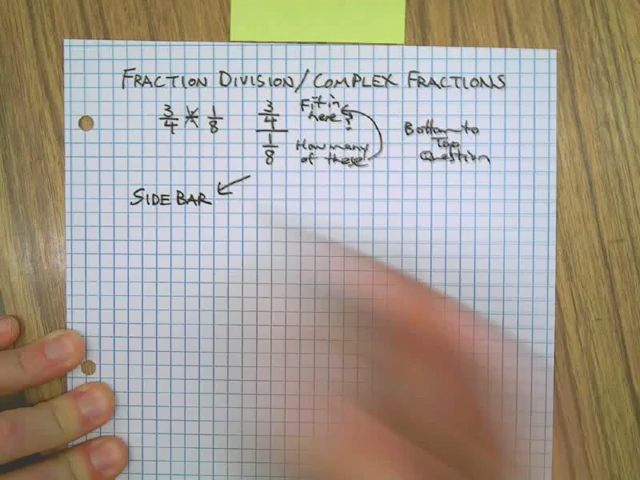 FRACTION DIVISION/COMPLEX FRACTIONS
3/4 ÷ 1/8
3/4 Fit in here?
1/8 How many of these
Bottom to
Top
Question
SIDE BAR